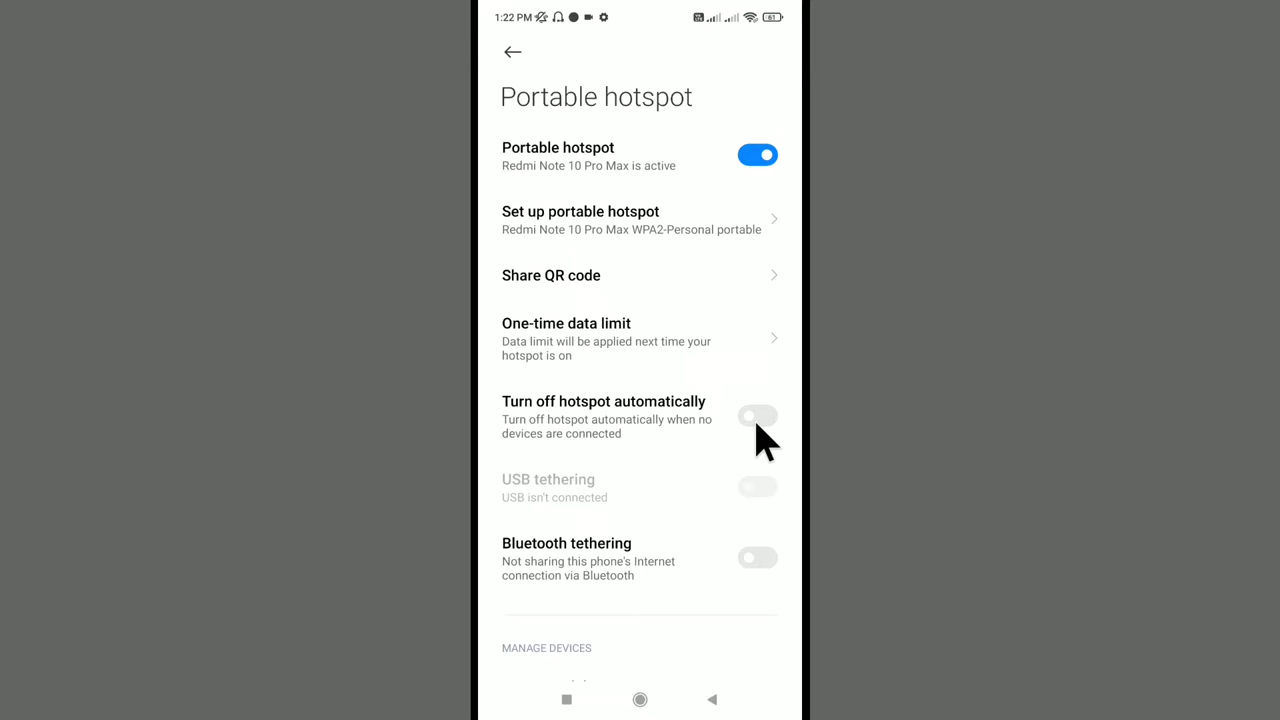 1:22 PM
61
Portable hotspot
Portable hotspot
Redmi Note 10 Pro Max is active
Set up portable hotspot
Redmi Note 10 Pro Max WPA2-Personal portable
Share QR code
One-time data limit
Data limit will be applied next time your
hotspot is on
Turn off hotspot automatically
Turn off hotspot automatically when no
devices are connected
USB tethering
USB isn't connected
Bluetooth tethering
Not sharing this phone's Internet
connection via Bluetooth
MANAGE DEVICES